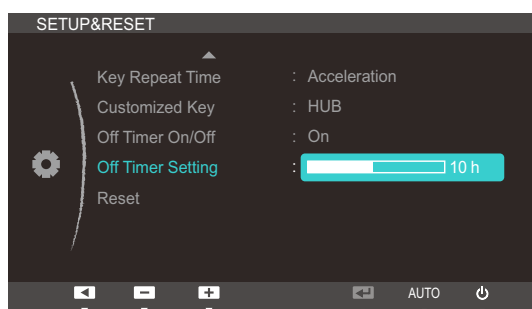 SETUP&RESET
Key Repeat Time : Acceleration
Customized Key : HUB
Off Timer On/Off : On
Off Timer Setting : 10 h
Reset
AUTO